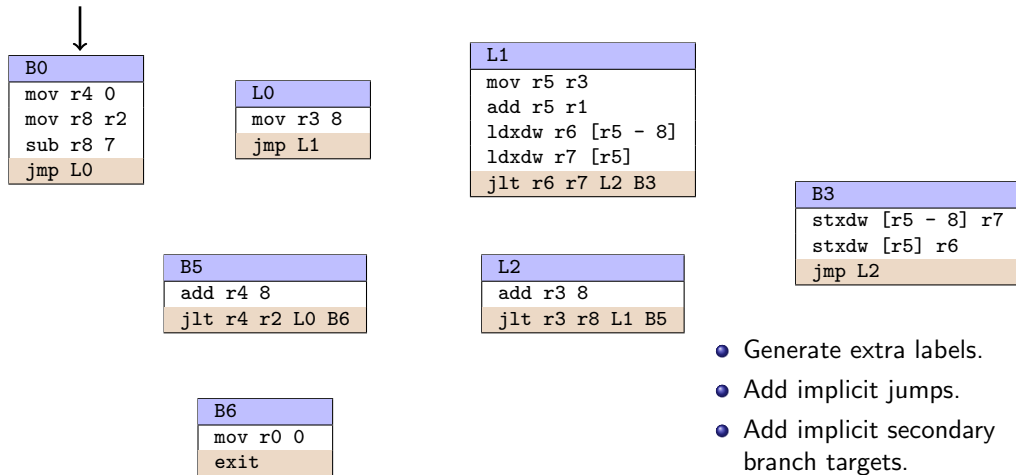 B0
mov r4 0
mov r8 r2
sub r8 7
jmp L0
L0
mov r3 8
jmp L1
L1
mov r5 r3
add r5 r1
ldxdw r6 [r5 - 8]
ldxdw r7 [r5]
jlt r6 r7 L2 B3
B3
stxdw [r5 - 8] r7
stxdw [r5] r6
jmp L2
B5
add r4 8
jlt r4 r2 L0 B6
L2
add r3 8
jlt r3 r8 L1 B5
B6
mov r0 0
exit
Generate extra labels.
Add implicit jumps.
Add implicit secondary
branch targets.